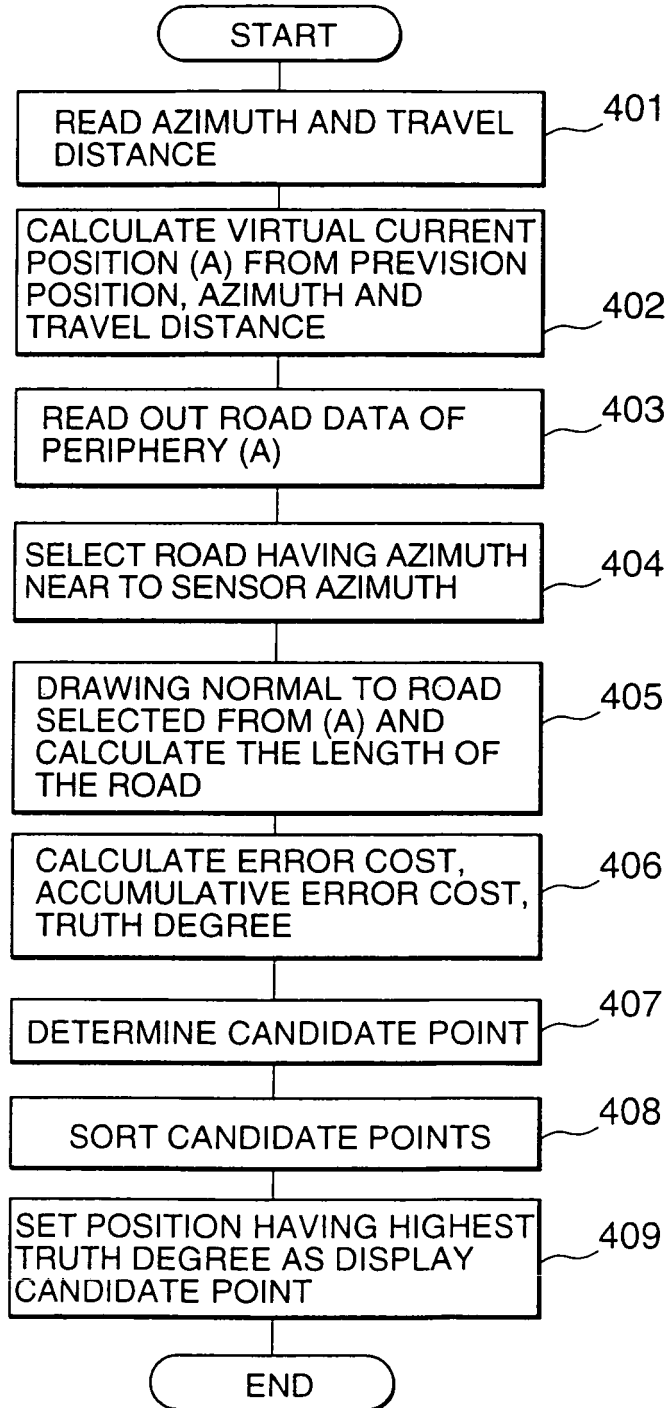 START
READ AZIMUTH AND TRAVEL
DISTANCE
401
CALCULATE VIRTUAL CURRENT
POSITION (A) FROM PREVISION
POSITION, AZIMUTH AND
TRAVEL DISTANCE
402
READ OUT ROAD DATA OF
PERIPHERY (A)
403
SELECT ROAD HAVING AZIMUTH
NEAR TO SENSOR AZIMUTH
404
DRAWING NORMAL TO ROAD
SELECTED FROM (A) AND
CALCULATE THE LENGTH OF
THE ROAD
405
CALCULATE ERROR COST,
ACCUMULATIVE ERROR COST,
TRUTH DEGREE
406
DETERMINE CANDIDATE POINT
407
SORT CANDIDATE POINTS
408
SET POSITION HAVING HIGHEST
TRUTH DEGREE AS DISPLAY
CANDIDATE POINT
409
END